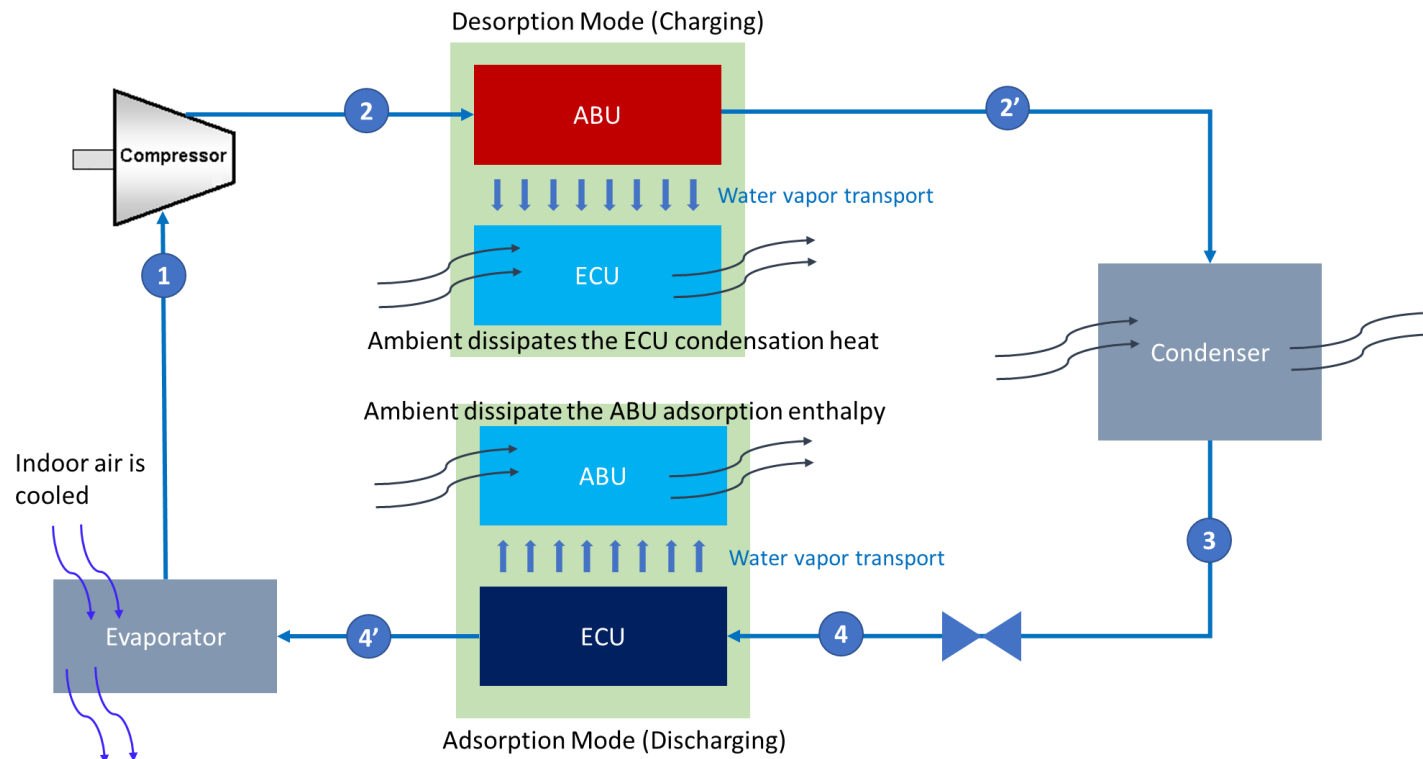 Desorption Mode (Charging)
2
ABU
2’
Compressor
Water vapor transport
1
ECU
Ambient dissipates the ECU condensation heat
Condenser
Ambient dissipate the ABU adsorption enthalpy
Indoor air is
cooled
ABU
3
Water vapor transport
Evaporator
4’
ECU
4
Adsorption Mode (Discharging)